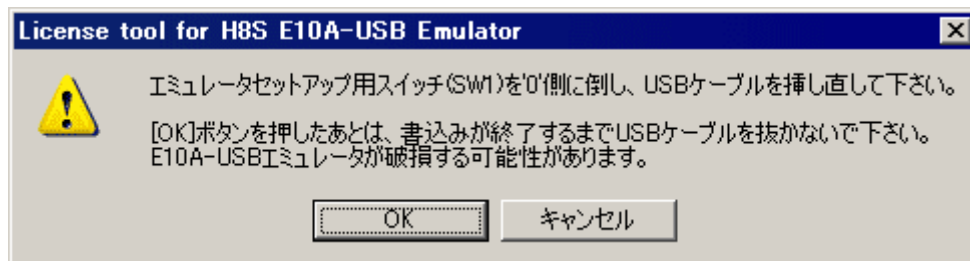 License tool for H8S E10A-USB Emulator
エミュレータセットアップ用スイッチ(SW1)を'0'側に倒し、USBケーブルを挿し直して下さい。
[OK]ボタンを押したあとは、書込みが終了するまでUSBケーブルを抜かないで下さい。
E10A-USBエミュレータが破損する可能性があります。
OK
キャンセル